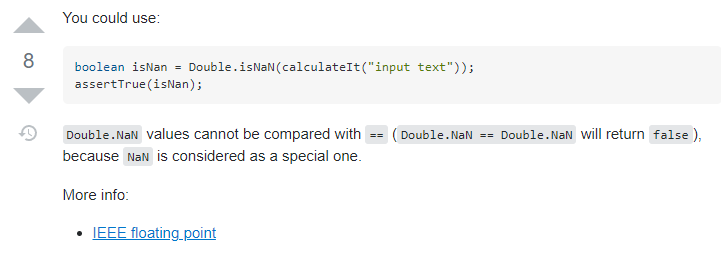 You could use:
8
boolean isNan = Double.isNaN(calculateIt("input text"));
assertTrue(isNan);
Double.NaN values cannot be compared with == (Double.NaN == Double.NaN will return false),
because NaN is considered as a special one.
More info:
• IEEE floating point